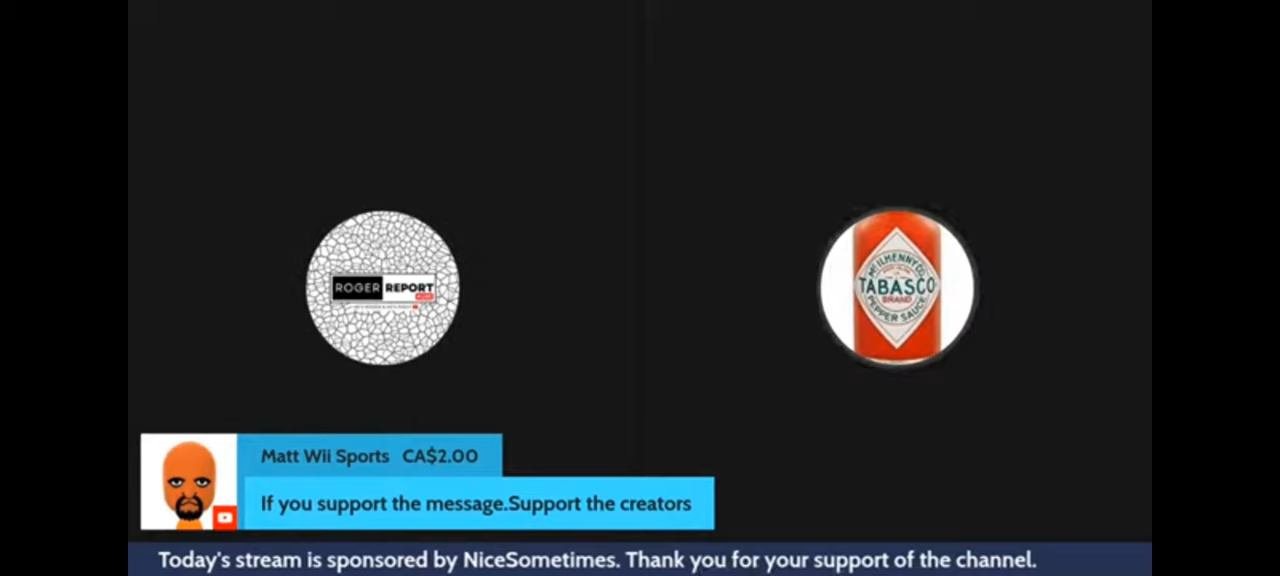 ROGER REPORT
McILHENNY CO.
TABASCO
BRAND
PEPPER SAUCE
Matt Wii Sports CA$2.00
If you support the message.Support the creators
Today's stream is sponsored by NiceSometimes. Thank you for your support of the channel.